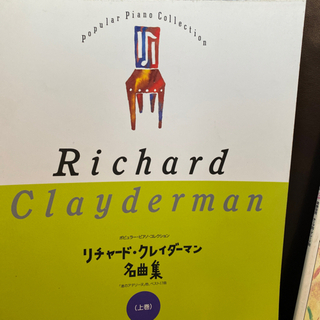 Popular Piano Collection
Richard
Clayderman
ポピュラー・ピアノ・コレクション
リチャード・クレイダーマン
名曲集
(上巻)